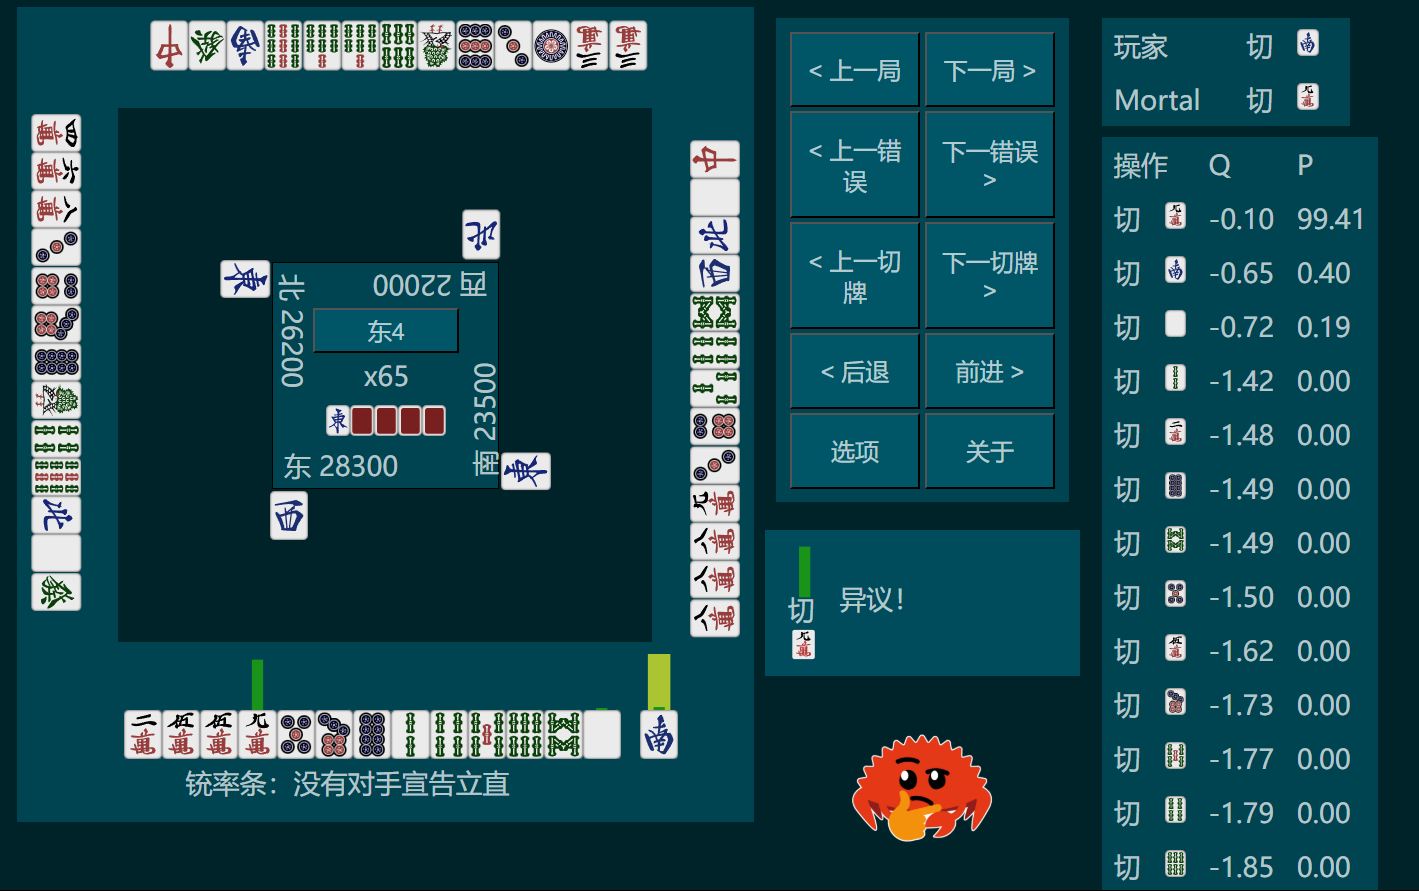 北 26200
西 22000
东4
x65
南 23500
东 28300
铳率条：没有对手宣告立直
< 上一局
下一局 >
< 上一错
误
下一错误
>
< 上一切
牌
下一切牌
>
< 后退
前进 >
选项
关于
切
异议！
玩家 切
Mortal 切
操作 Q P
切 -0.10 99.41
切 -0.65 0.40
切 -0.72 0.19
切 -1.42 0.00
切 -1.48 0.00
切 -1.49 0.00
切 -1.49 0.00
切 -1.50 0.00
切 -1.62 0.00
切 -1.73 0.00
切 -1.77 0.00
切 -1.79 0.00
切 -1.85 0.00